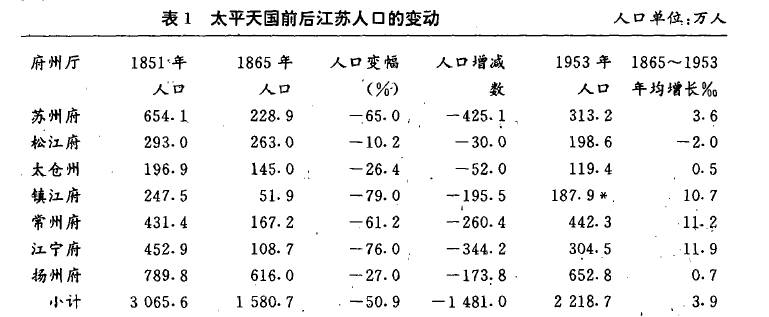 表1 太平天国前后江苏人口的变动 人口单位:万人
府州厅 1851年 1865年 人口变幅 人口增减 1953年 1865～1953
人口 人口 (%) 数 人口 年均增长‰
苏州府 654.1 228.9 -65.0 -425.1 313.2 3.6
松江府 293.0 263.0 -10.2 -30.0 198.6 -2.0
太仓州 196.9 145.0 -26.4 -52.0 119.4 0.5
镇江府 247.5 51.9 -79.0 -195.5 187.9* 10.7
常州府 431.4 167.2 -61.2 -260.4 442.3 11.2
江宁府 452.9 108.7 -76.0 -344.2 304.5 11.9
扬州府 789.8 616.0 -27.0 -173.8 652.8 0.7
小计 3 065.6 1 580.7 -50.9 -1 481.0 2 218.7 3.9